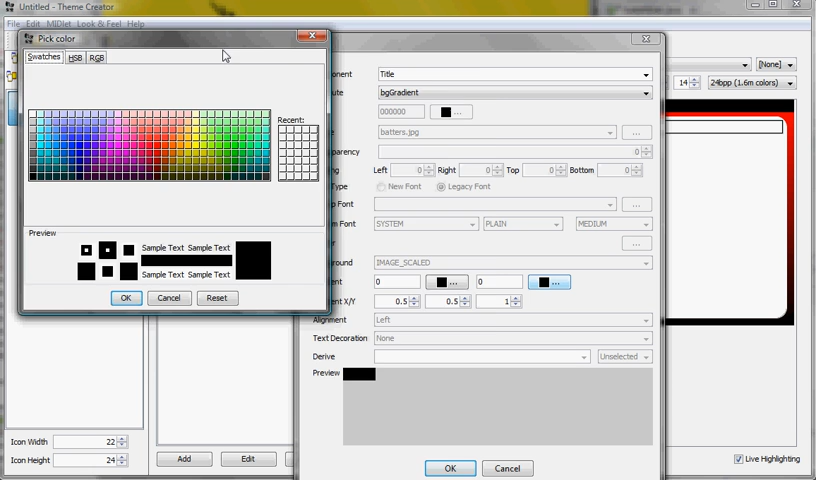 Untitled - Theme Creator
File Edit MIDlet Look & Feel Help
Pick color
Swatches HSB RGB
Recent:
Preview
Sample Text Sample Text
Sample Text Sample Text
OK Cancel Reset
Title
bgGradient
000000 ...
batters.jpg ...
0
Left 0 Right 0 Top 0 Bottom 0
Type New Font Legacy Font
Font ...
Font SYSTEM PLAIN MEDIUM
...
IMAGE_SCALED
0 ... 0 ...
X/Y 0.5 0.5 1
Alignment Left
Text Decoration None
Derive Unselected
Preview
OK Cancel
[None]
14 24bpp (1.6m colors)
Icon Width 22
Icon Height 24
Add Edit
Live Highlighting